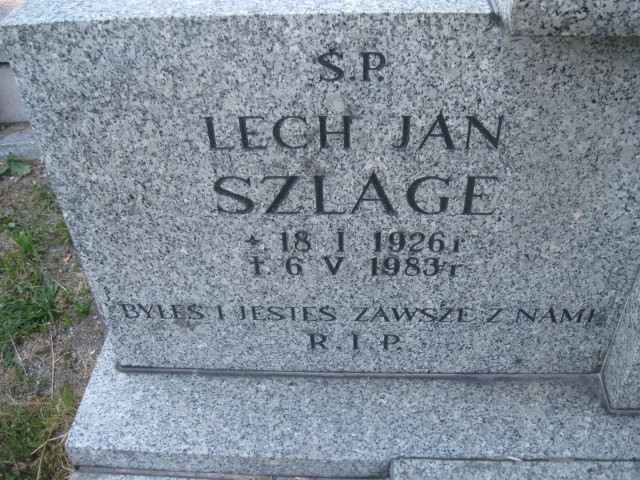 Ś.P.
LECH JAN
SZLAGE
* 18 I 1926 r
† 6 V 1983 r
BYŁEŚ I JESTEŚ ZAWSZE Z NAMI
R.I.P.